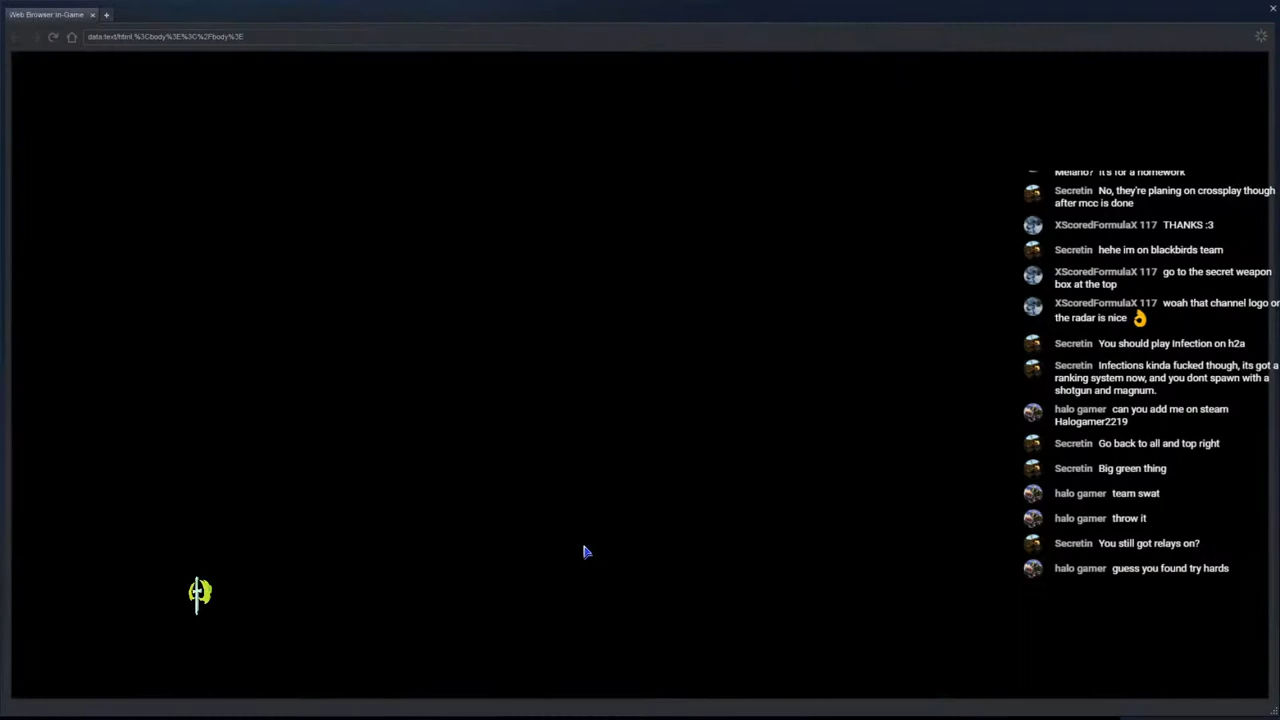 Web Browser in-Game
data:text/html,%3Cbody%3E%3C%2Fbody%3E
Melano? It's for a homework
Secretin No, they're planing on crossplay though
after mcc is done
XScoredFormulaX 117 THANKS :3
Secretin hehe im on blackbirds team
XScoredFormulaX 117 go to the secret weapon
box at the top
XScoredFormulaX 117 woah that channel logo on
the radar is nice 👌
Secretin You should play Infection on h2a
Secretin Infections kinda fucked though, its got a
ranking system now, and you dont spawn with a
shotgun and magnum.
halo gamer can you add me on steam
Halogamer2219
Secretin Go back to all and top right
Secretin Big green thing
halo gamer team swat
halo gamer throw it
Secretin You still got relays on?
halo gamer guess you found try hards